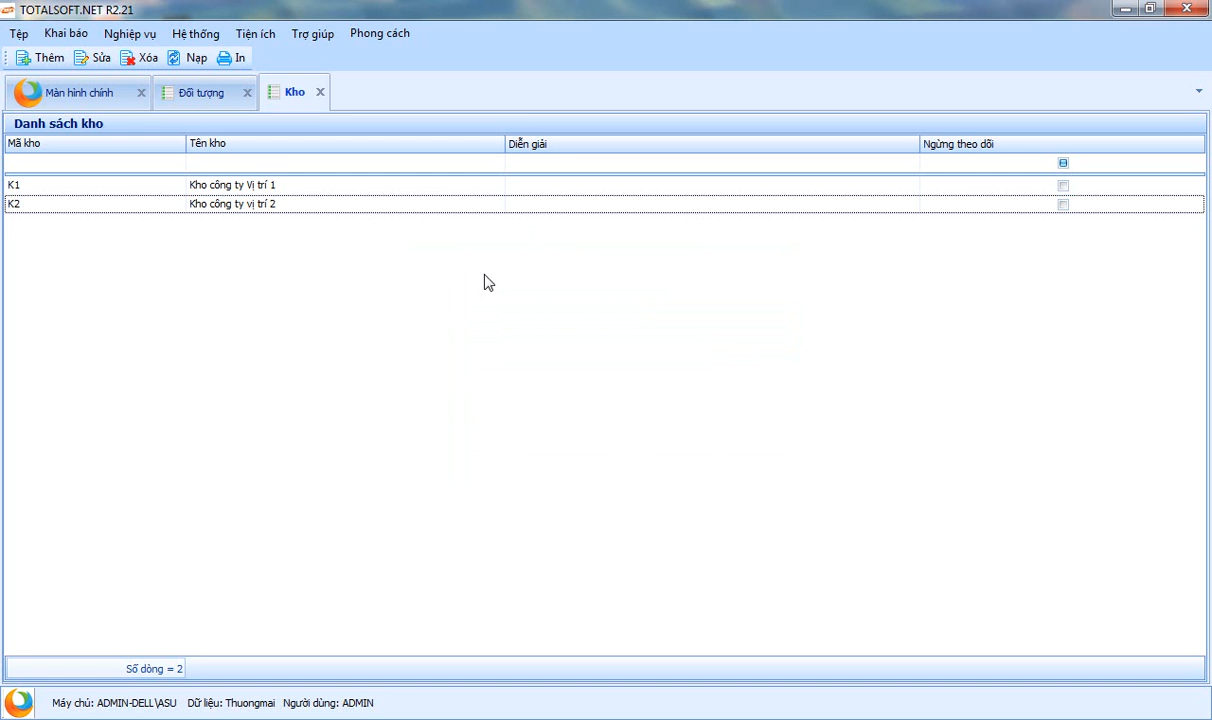 TOTALSOFT.NET R2.21
Tệp Khai báo Nghiệp vụ Hệ thống Tiện ích Trợ giúp Phong cách
Thêm Sửa Xóa Nạp In
Màn hình chính Đối tượng Kho
Danh sách kho
Mã kho Tên kho Diễn giải Ngừng theo dõi
K1 Kho công ty Vị trí 1
K2 Kho công ty vị trí 2
Số dòng = 2
Máy chủ: ADMIN-DELL\ASU Dữ liệu: Thuongmai Người dùng: ADMIN